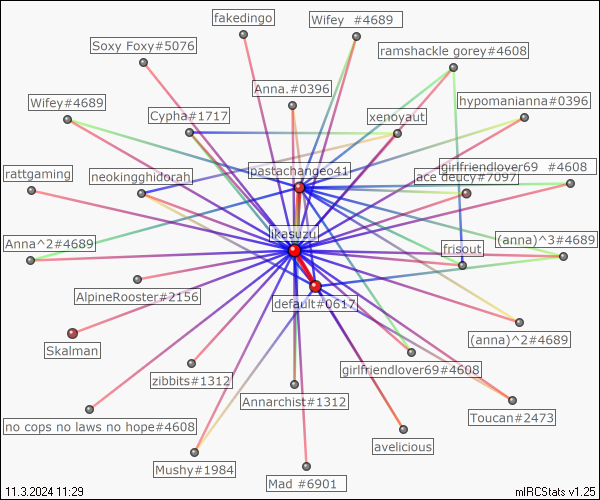 fakedingo
Wifey  #4689
Soxy Foxy#5076
ramshackle gorey#4608
Anna.#0396
Wifey#4689
hypomanianna#0396
Cypha#1717
xenoyaut
pastachangeo41
girlfriendlover69  #4608
rattgaming
neokingghidorah
ace deucy#7097
ikasuzu
Anna^2#4689
(anna)^3#4689
frisout
AlpineRooster#2156
default#0617
Skalman
(anna)^2#4689
zibbits#1312
girlfriendlover69#4608
Annarchist#1312
no cops no laws no hope#4608
Toucan#2473
avelicious
Mushy#1984
Mad #6901
11.3.2024 11:29
mIRCStats v1.25